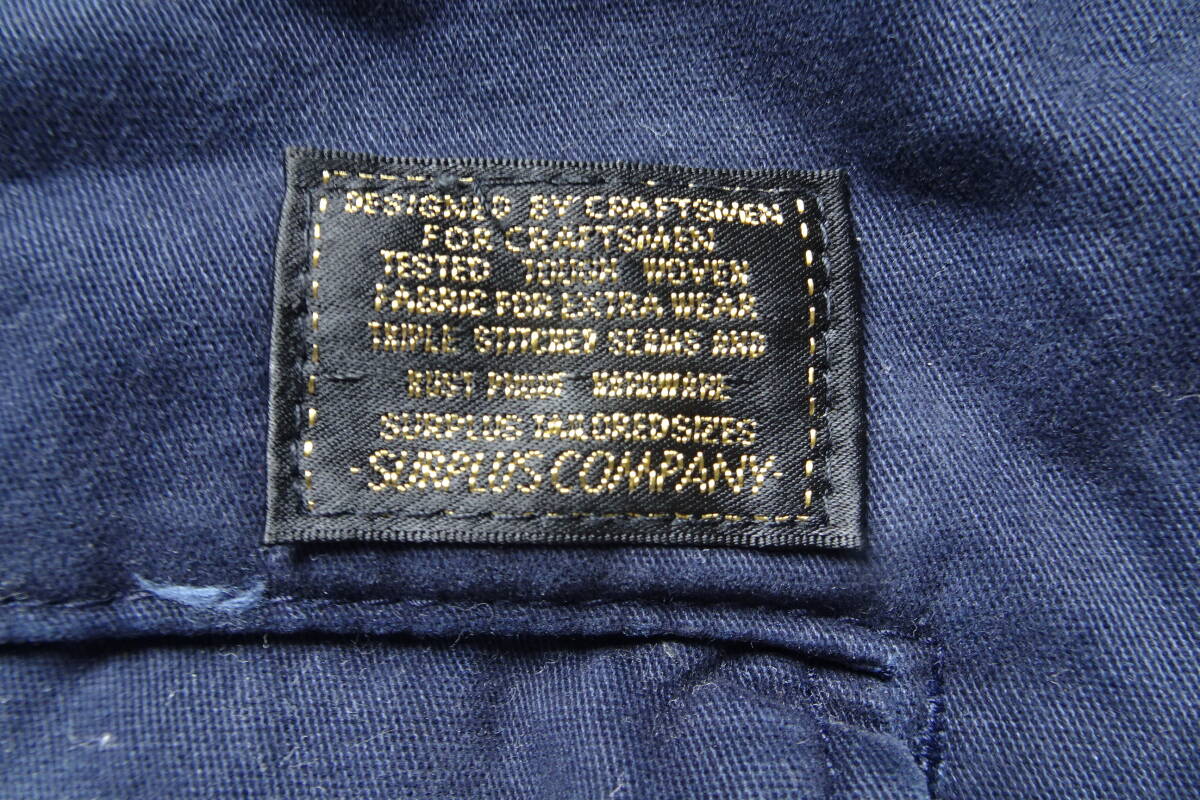 DESIGNED BY CRAFTSMEN
FOR CRAFTSMEN
TESTED TOUGH WOVEN
FABRIC FOR EXTRA WEAR
TRIPLE STITCHED SEAMS AND
RUST PROOF HARDWARE
SURPLUS TAILORED SIZES
-SURPLUS COMPANY-